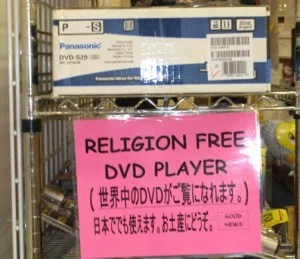 P -S
Panasonic
DVD-S29
RELIGION FREE
DVD PLAYER
(世界中のDVDがご覧になれます。)
日本ででも使えます。お土産にどうぞ。
GOOD
NEWS